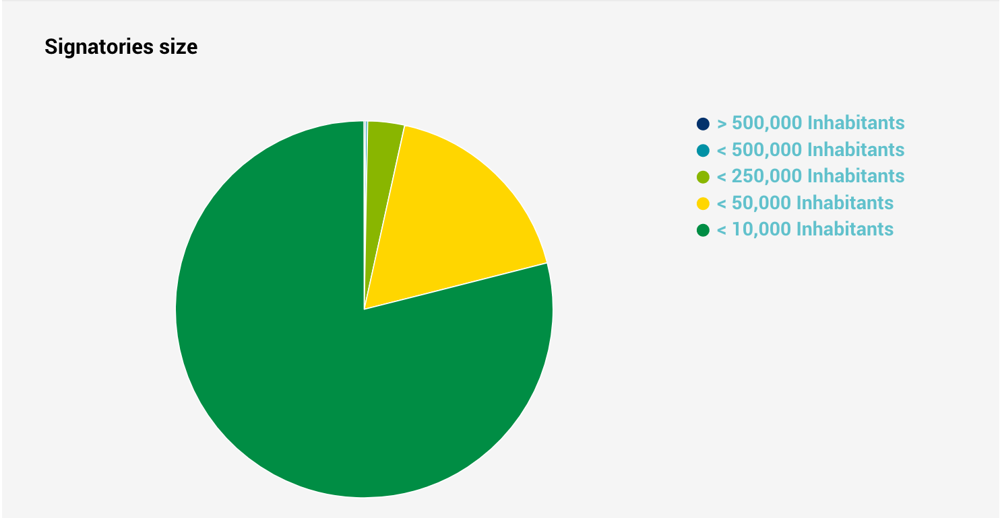 Signatories size
> 500,000 Inhabitants
< 500,000 Inhabitants
< 250,000 Inhabitants
< 50,000 Inhabitants
< 10,000 Inhabitants